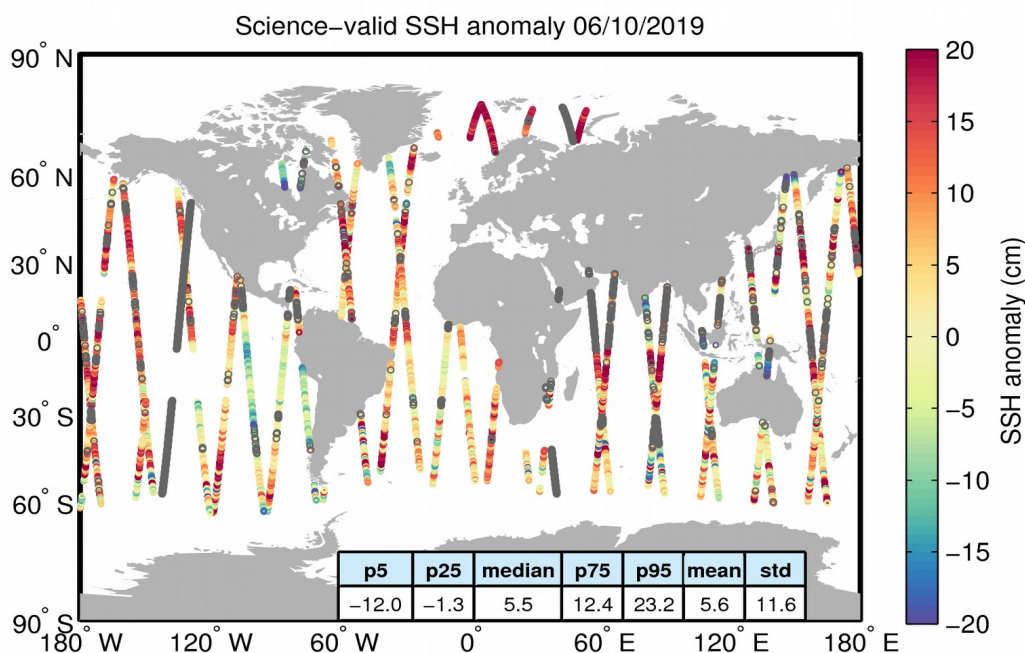 Science−valid SSH anomaly 06/10/2019
90° N
60° N
30° N
0°
30° S
60° S
90° S
180° W
120° W
60° W
0°
60° E
120° E
180° E
p5 p25 median p75 p95 mean std
−12.0 −1.3 5.5 12.4 23.2 5.6 11.6
20
15
10
5
0
−5
−10
−15
−20
SSH anomaly (cm)